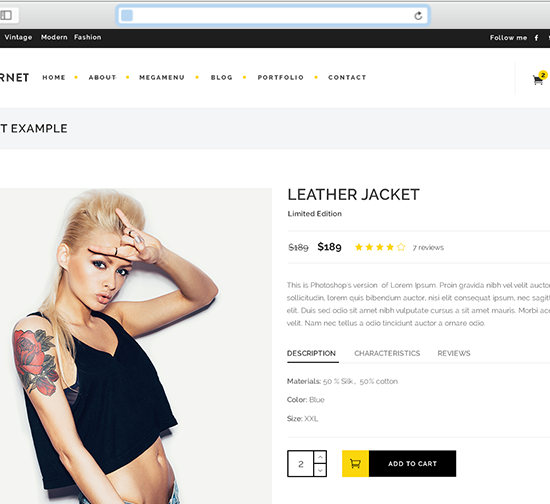 Vintage Modern Fashion Follow me
RNET HOME ABOUT MEGAMENU BLOG PORTFOLIO CONTACT 2
T EXAMPLE
LEATHER JACKET
Limited Edition
$189 $189 7 reviews
This is Photoshop's version of Lorem Ipsum. Proin gravida nibh vel velit auctor
sollicitudin, lorem quis bibendum auctor, nisi elit consequat ipsum, nec sagitt
elit. Duis sed odio sit amet nibh vulputate cursus a sit amet mauris. Morbi acc
velit. Nam nec tellus a odio tincidunt auctor a ornare odio
DESCRIPTION CHARACTERISTICS REVIEWS
Materials: 50 % Silk, 50% cotton
Color: Blue
Size: XXL
2 ADD TO CART